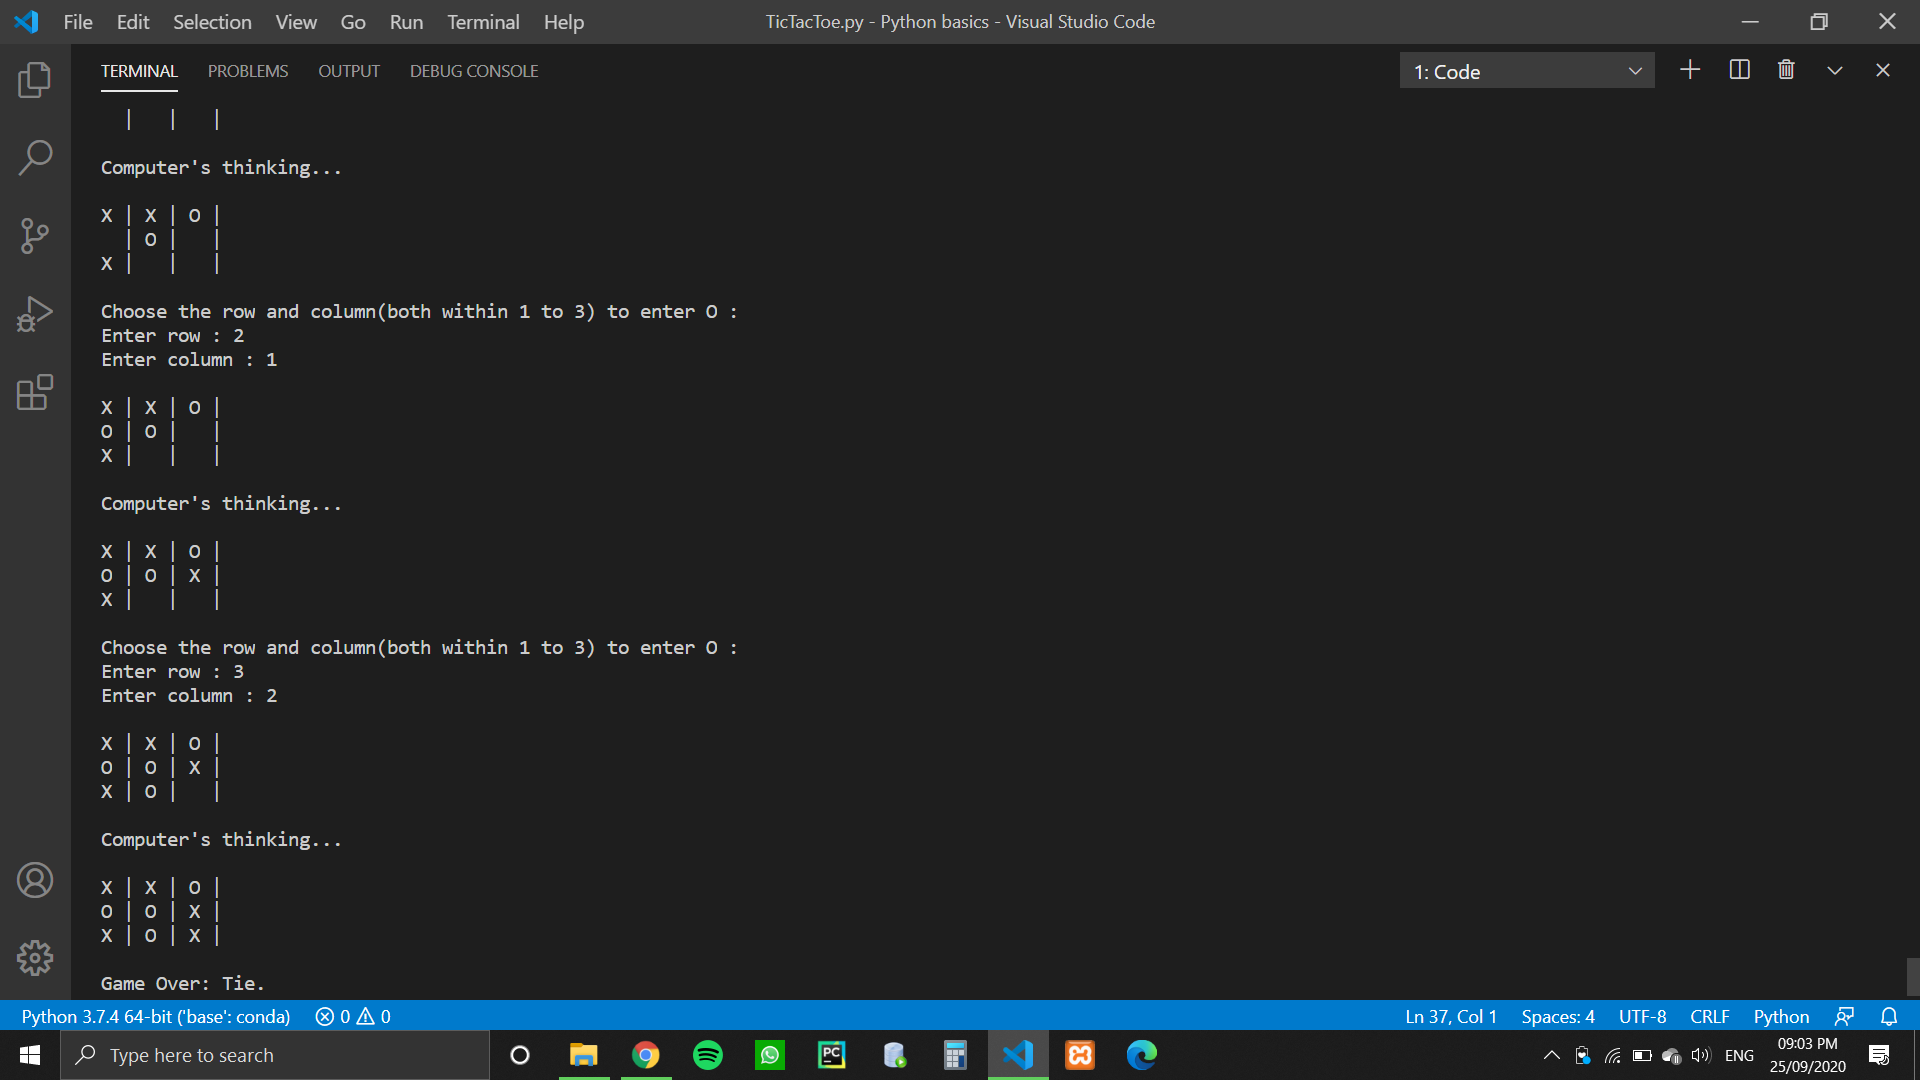 File Edit Selection View Go Run Terminal Help TicTacToe.py - Python basics - Visual Studio Code
TERMINAL PROBLEMS OUTPUT DEBUG CONSOLE 1: Code
| | |
Computer's thinking...
X | X | O |
| O | |
X | | |
Choose the row and column(both within 1 to 3) to enter O :
Enter row : 2
Enter column : 1
X | X | O |
O | O | |
X | | |
Computer's thinking...
X | X | O |
O | O | X |
X | | |
Choose the row and column(both within 1 to 3) to enter O :
Enter row : 3
Enter column : 2
X | X | O |
O | O | X |
X | O | |
Computer's thinking...
X | X | O |
O | O | X |
X | O | X |
Game Over: Tie.
Python 3.7.4 64-bit ('base': conda) 0 0 Ln 37, Col 1 Spaces: 4 UTF-8 CRLF Python
Type here to search PC ENG 09:03 PM
25/09/2020